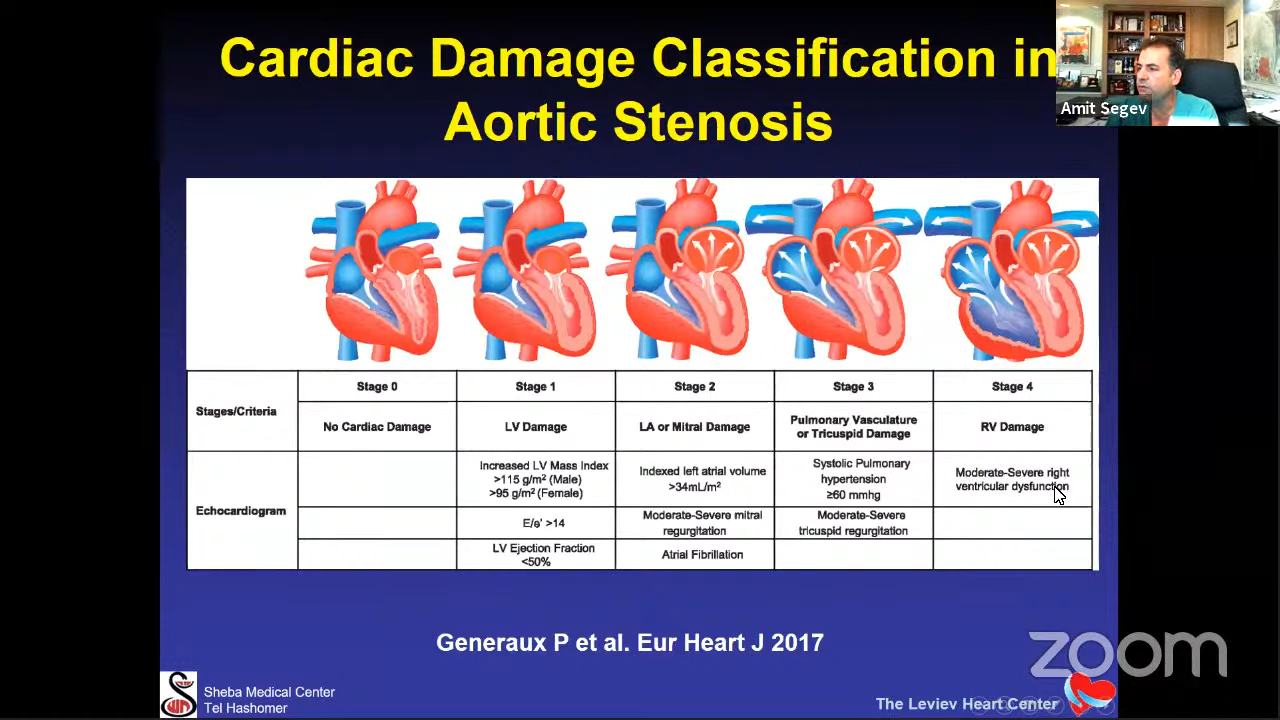 Cardiac Damage Classification in
Aortic Stenosis
Amit Segev
Stages/Criteria
Stage 0
Stage 1
Stage 2
Stage 3
Stage 4
No Cardiac Damage
LV Damage
LA or Mitral Damage
Pulmonary Vasculature
or Tricuspid Damage
RV Damage
Echocardiogram
Increased LV Mass Index
>115 g/m² (Male)
>95 g/m² (Female)
Indexed left atrial volume
>34mL/m²
Systolic Pulmonary
hypertension
≥60 mmhg
Moderate-Severe right
ventricular dysfunction
E/e' >14
Moderate-Severe mitral
regurgitation
Moderate-Severe
tricuspid regurgitation
LV Ejection Fraction
<50%
Atrial Fibrillation
Generaux P et al. Eur Heart J 2017
zoom
Sheba Medical Center
Tel Hashomer
The Leviev Heart Center